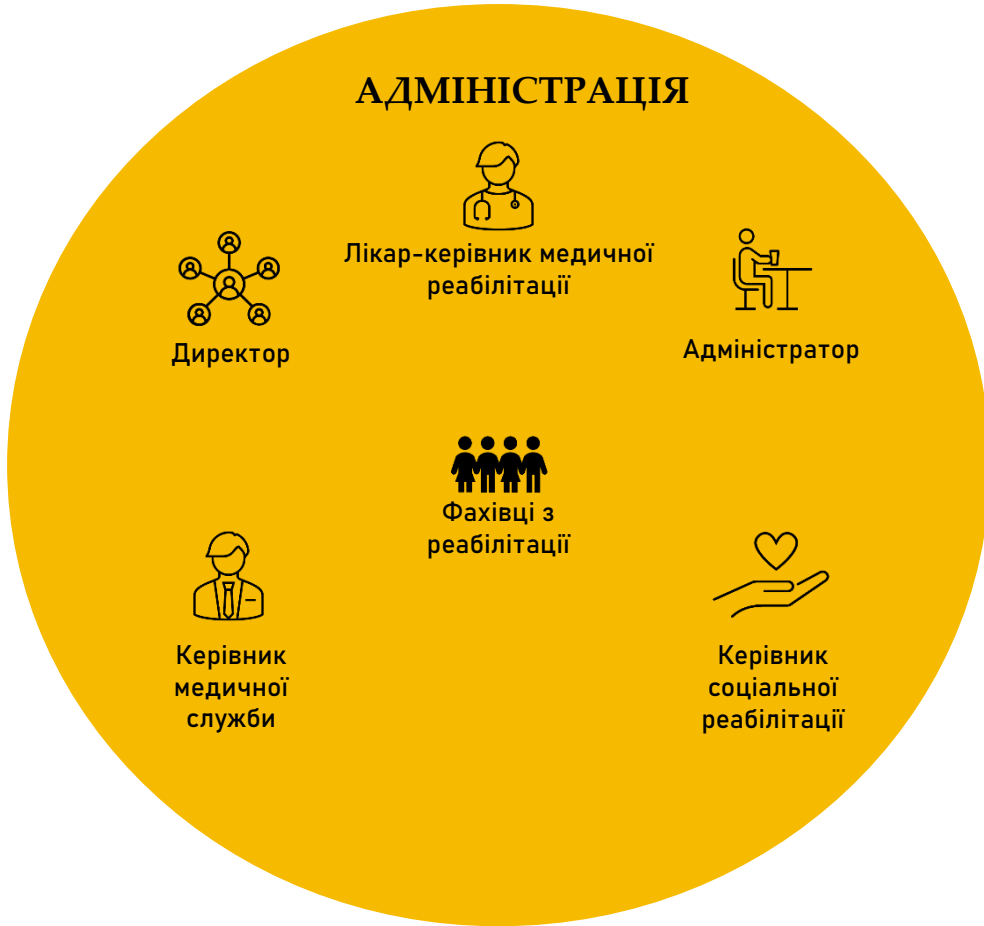 АДМІНІСТРАЦІЯ
Лікар-керівник медичної
реабілітації
Директор
Адміністратор
Фахівці з
реабілітації
Керівник
медичної
служби
Керівник
соціальної
реабілітації